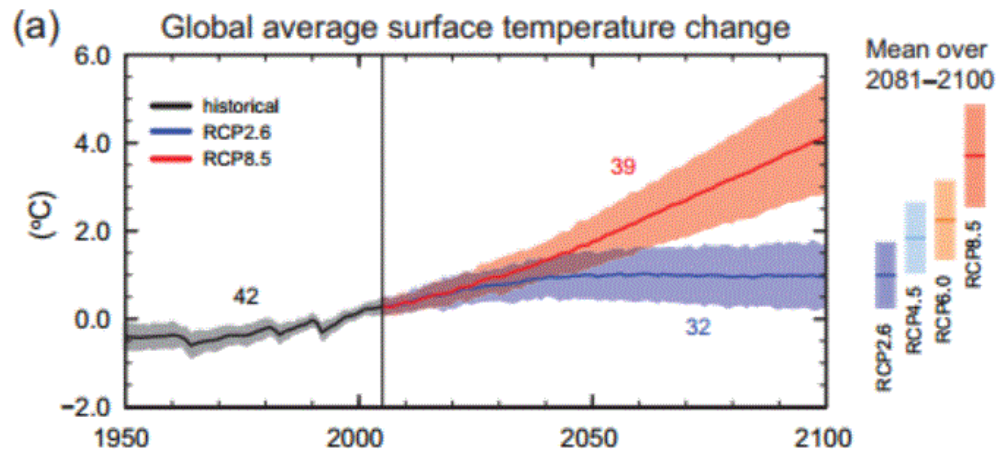 (a) Global average surface temperature change
Mean over
2081–2100
6.0
4.0
2.0
0.0
−2.0
(ºC)
historical
RCP2.6
RCP8.5
42
39
32
1950
2000
2050
2100
RCP2.6
RCP4.5
RCP6.0
RCP8.5